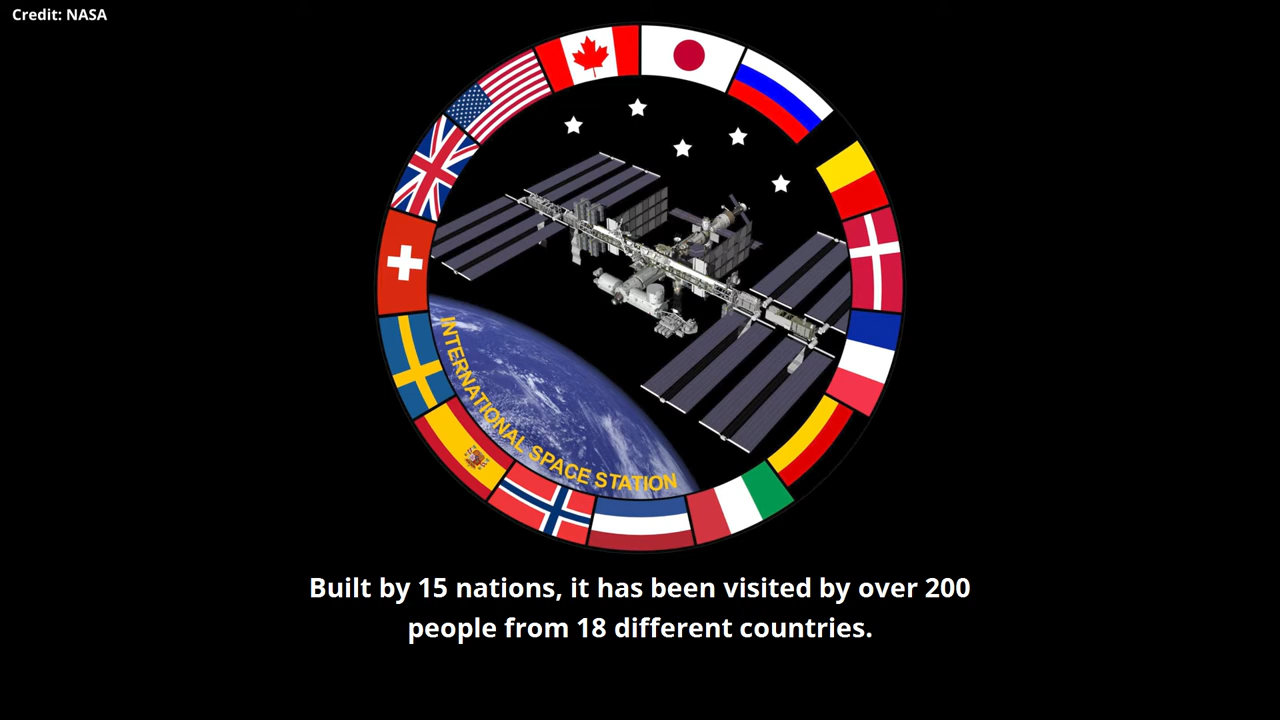 Credit: NASA
INTERNATIONAL SPACE STATION
Built by 15 nations, it has been visited by over 200
people from 18 different countries.